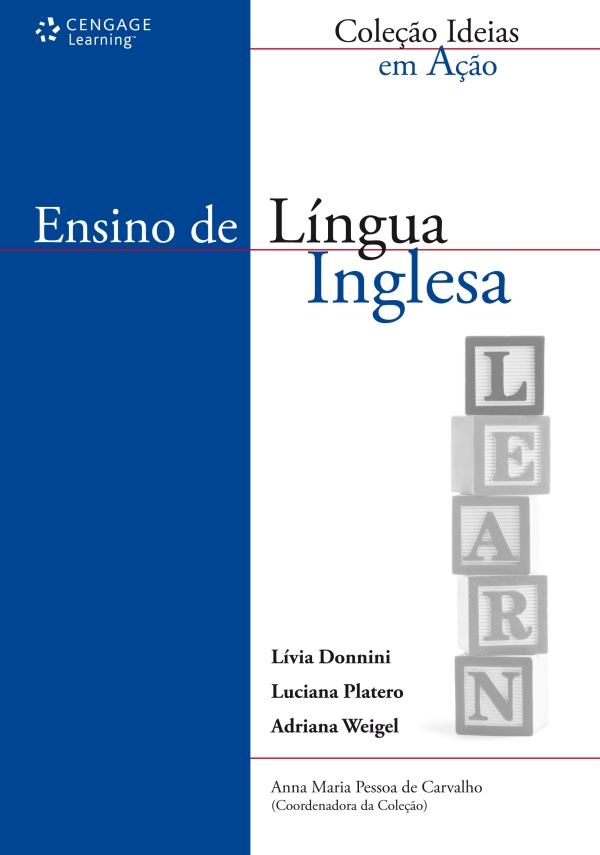 CENGAGE
Learning™
Coleção Ideias
em Ação
Ensino de Língua
Inglesa
L
E
A
R
N
Lívia Donnini
Luciana Platero
Adriana Weigel
Anna Maria Pessoa de Carvalho
(Coordenadora da Coleção)